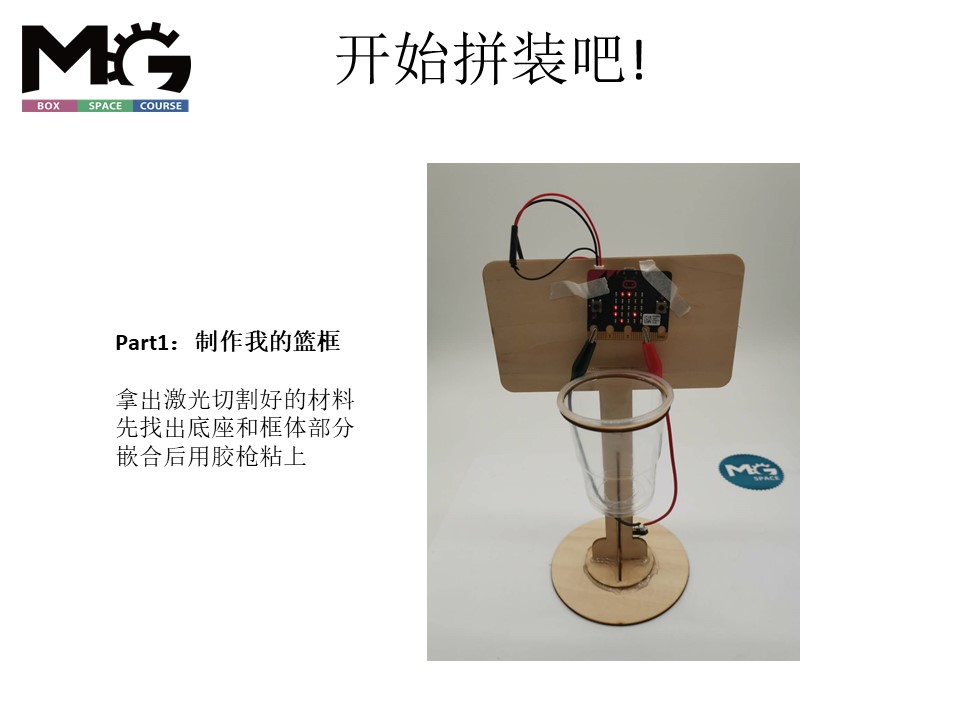 MG
BOX SPACE COURSE
开始拼装吧!
Part1：制作我的篮框
拿出激光切割好的材料
先找出底座和框体部分
嵌合后用胶枪粘上
MG
SPACE